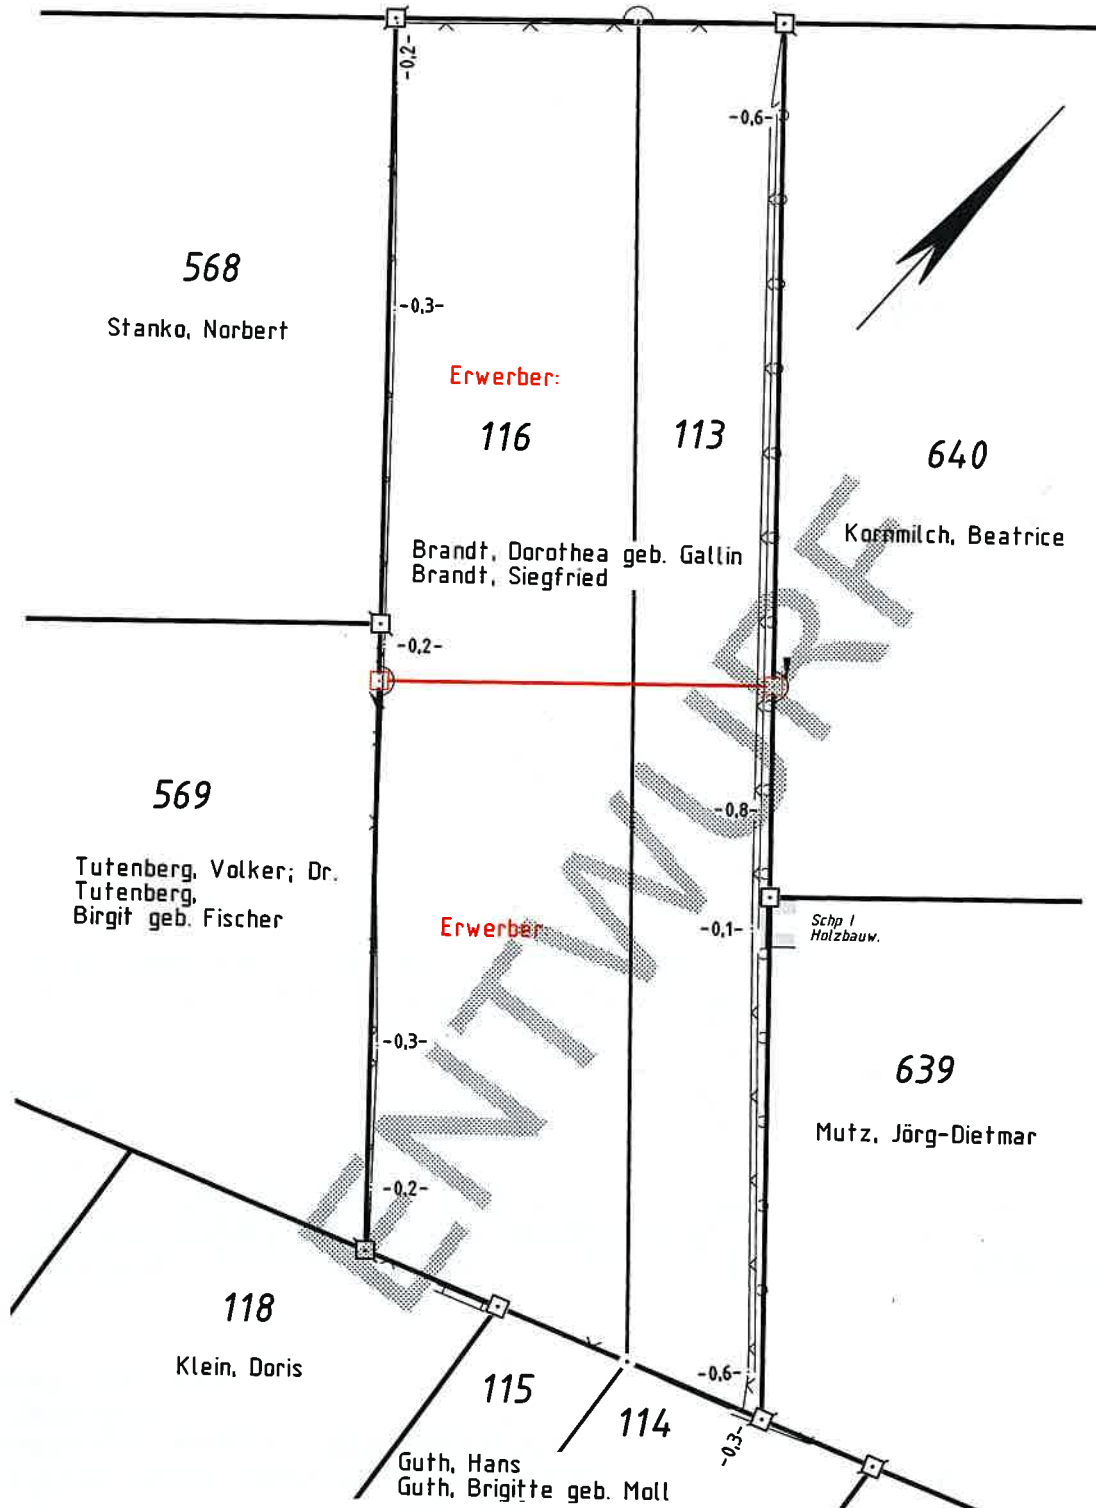 -0,2-
-0,6-
568
Stanko, Norbert
-0,3-
Erwerber:
116
113
640
Kornmilch, Beatrice
Brandt, Dorothea geb. Gallin
Brandt, Siegfried
-0,2-
569
Tutenberg, Volker; Dr.
Tutenberg,
Birgit geb. Fischer
-0,8-
Erwerber
-0,1-
Schp I
Holzbauw.
-0,3-
639
Mutz, Jörg-Dietmar
-0,2-
ENTWURF
118
Klein, Doris
115
-0,6-
114
-0,3-
Guth, Hans
Guth, Brigitte geb. Moll